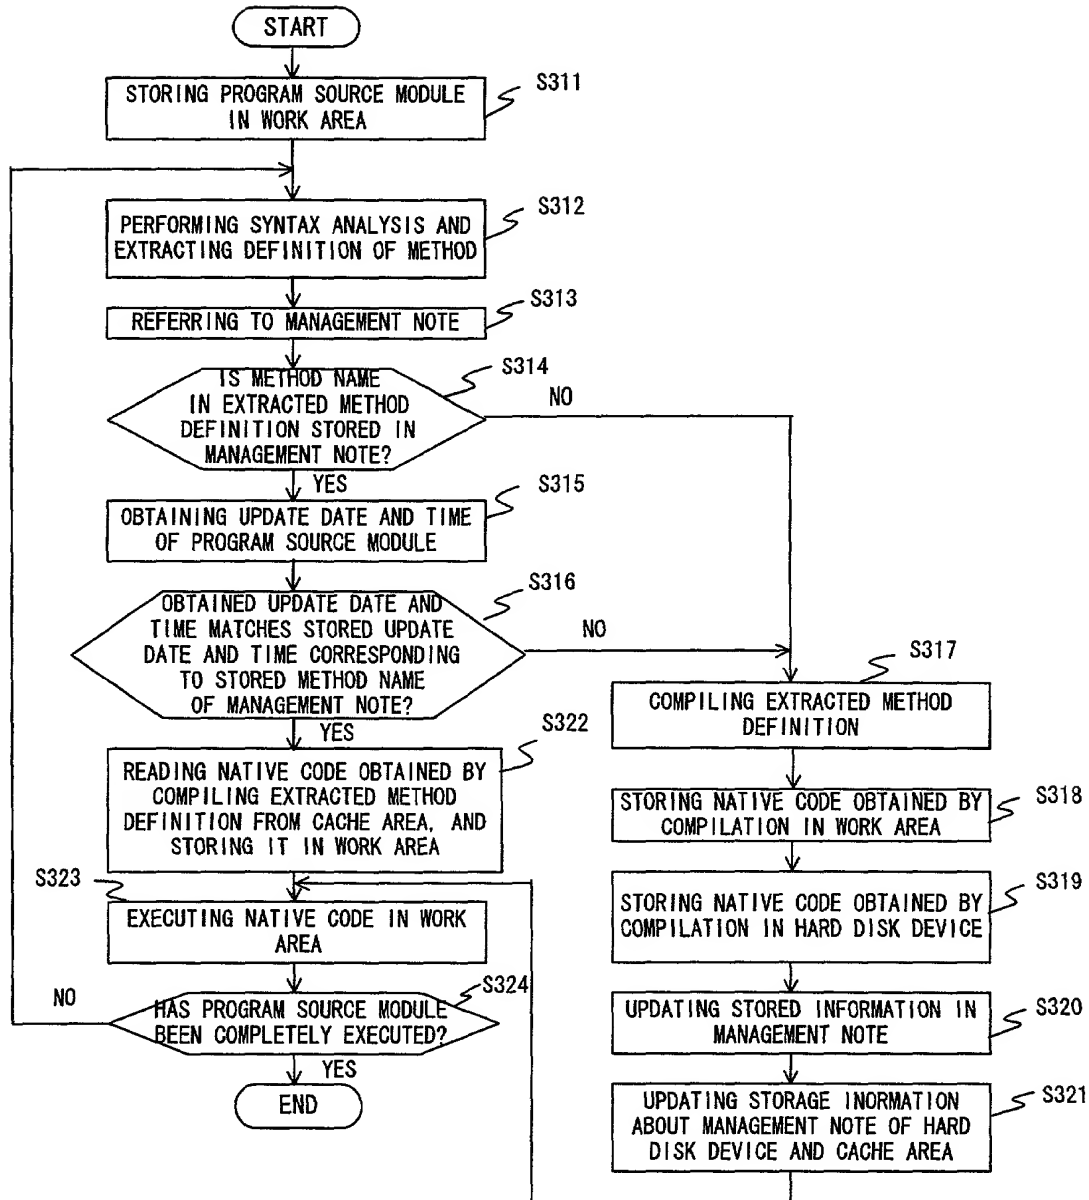 START
STORING PROGRAM SOURCE MODULE
IN WORK AREA
S311
PERFORMING SYNTAX ANALYSIS AND
EXTRACTING DEFINITION OF METHOD
S312
REFERRING TO MANAGEMENT NOTE
S313
IS METHOD NAME
IN EXTRACTED METHOD
DEFINITION STORED IN
MANAGEMENT NOTE?
S314
NO
YES
OBTAINING UPDATE DATE AND TIME
OF PROGRAM SOURCE MODULE
S315
OBTAINED UPDATE DATE AND
TIME MATCHES STORED UPDATE
DATE AND TIME CORRESPONDING
TO STORED METHOD NAME
OF MANAGEMENT NOTE?
S316
NO
YES
READING NATIVE CODE OBTAINED BY
COMPILING EXTRACTED METHOD
DEFINITION FROM CACHE AREA, AND
STORING IT IN WORK AREA
S322
S323
EXECUTING NATIVE CODE IN WORK
AREA
HAS PROGRAM SOURCE MODULE
BEEN COMPLETELY EXECUTED?
S324
NO
YES
END
COMPILING EXTRACTED METHOD
DEFINITION
S317
STORING NATIVE CODE OBTAINED BY
COMPILATION IN WORK AREA
S318
STORING NATIVE CODE OBTAINED BY
COMPILATION IN HARD DISK DEVICE
S319
UPDATING STORED INFORMATION IN
MANAGEMENT NOTE
S320
UPDATING STORAGE INORMATION
ABOUT MANAGEMENT NOTE OF HARD
DISK DEVICE AND CACHE AREA
S321